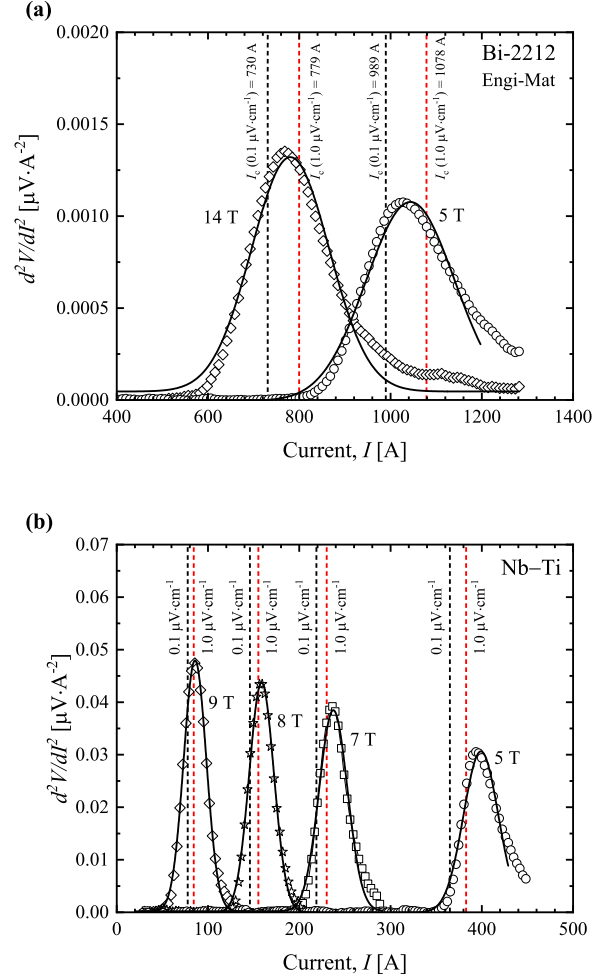 (a)
0.0020
0.0015
0.0010
0.0005
0.0000
d²V/dI² [µV·A⁻²]
I_c (0.1 µV·cm⁻¹) = 730 A
I_c (1.0 µV·cm⁻¹) = 779 A
I_c (0.1 µV·cm⁻¹) = 989 A
I_c (1.0 µV·cm⁻¹) = 1078 A
Bi-2212
Engi-Mat
14 T
5 T
400 600 800 1000 1200 1400
Current, I [A]
(b)
0.07
0.06
0.05
0.04
0.03
0.02
0.01
0.00
d²V/dI² [µV·A⁻²]
0.1 µV·cm⁻¹
1.0 µV·cm⁻¹
0.1 µV·cm⁻¹
1.0 µV·cm⁻¹
0.1 µV·cm⁻¹
1.0 µV·cm⁻¹
0.1 µV·cm⁻¹
1.0 µV·cm⁻¹
Nb–Ti
9 T
8 T
7 T
5 T
0 100 200 300 400 500
Current, I [A]